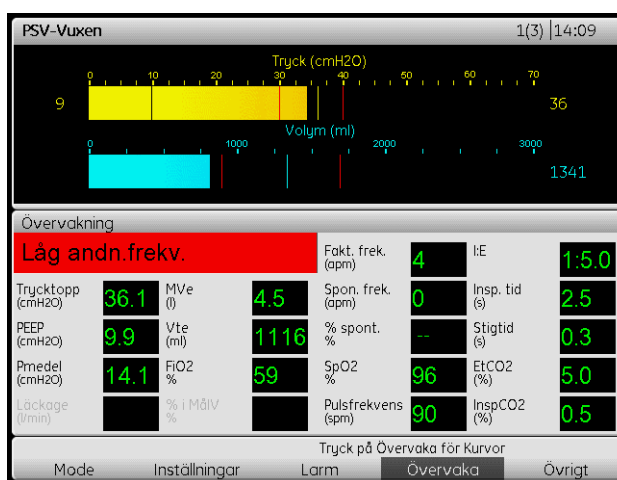 PSV-Vuxen 1(3) 14:09
Tryck (cmH2O)
0 10 20 30 40 50 60 70
9 36
Volym (ml)
0 1000 2000 3000
1341
Övervakning
Låg andn.frekv.
Fakt. frek. (apm) 4 I:E 1:5.0
Trycktopp (cmH2O) 36.1 MVe (l) 4.5 Spon. frek. (apm) 0 Insp. tid (s) 2.5
PEEP (cmH2O) 9.9 Vte (ml) 1116 % spont. % -- Stigtid (s) 0.3
Pmedel (cmH2O) 14.1 FiO2 % 59 SpO2 % 96 EtCO2 (%) 5.0
Läckage (l/min) % i MålV % Pulsfrekvens (spm) 90 InspCO2 (%) 0.5
Tryck på Övervaka för Kurvor
Mode Inställningar Larm Övervaka Övrigt